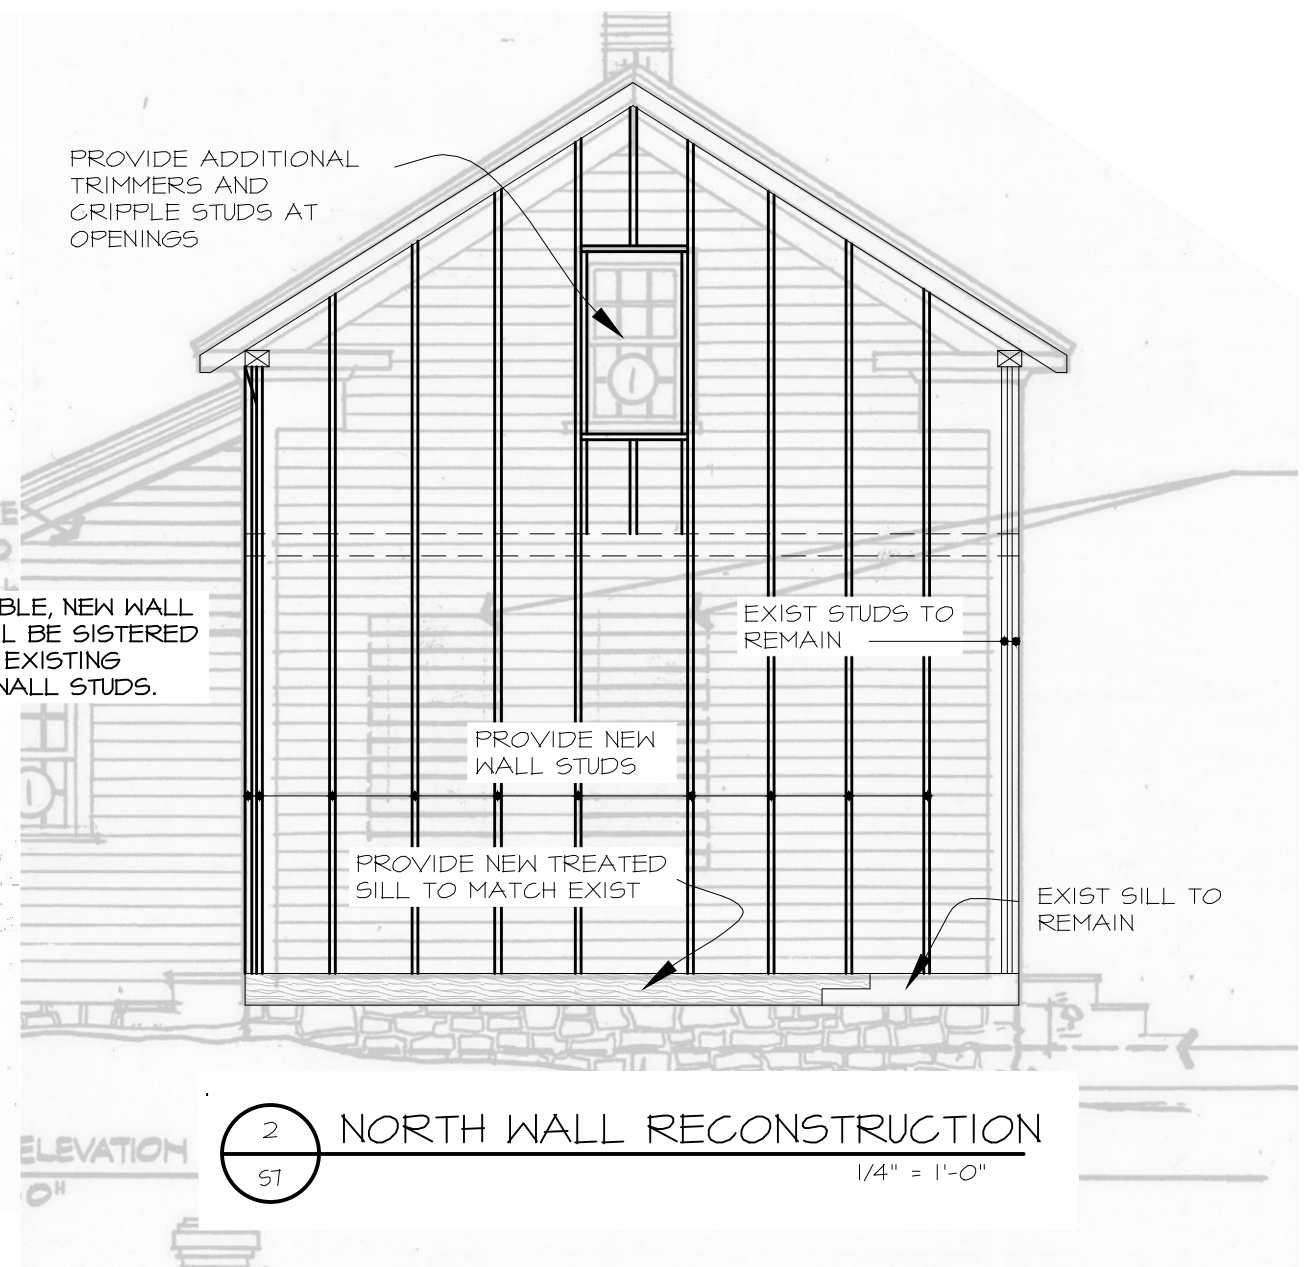 PROVIDE ADDITIONAL
TRIMMERS AND
CRIPPLE STUDS AT
OPENINGS
1
BLE, NEW WALL
L BE SISTERED
EXISTING
WALL STUDS.
EXIST STUDS TO
REMAIN
PROVIDE NEW
WALL STUDS
1
PROVIDE NEW TREATED
SILL TO MATCH EXIST
EXIST SILL TO
REMAIN
2
S7
NORTH WALL RECONSTRUCTION
1/4" = 1'-0"
ELEVATION
0"